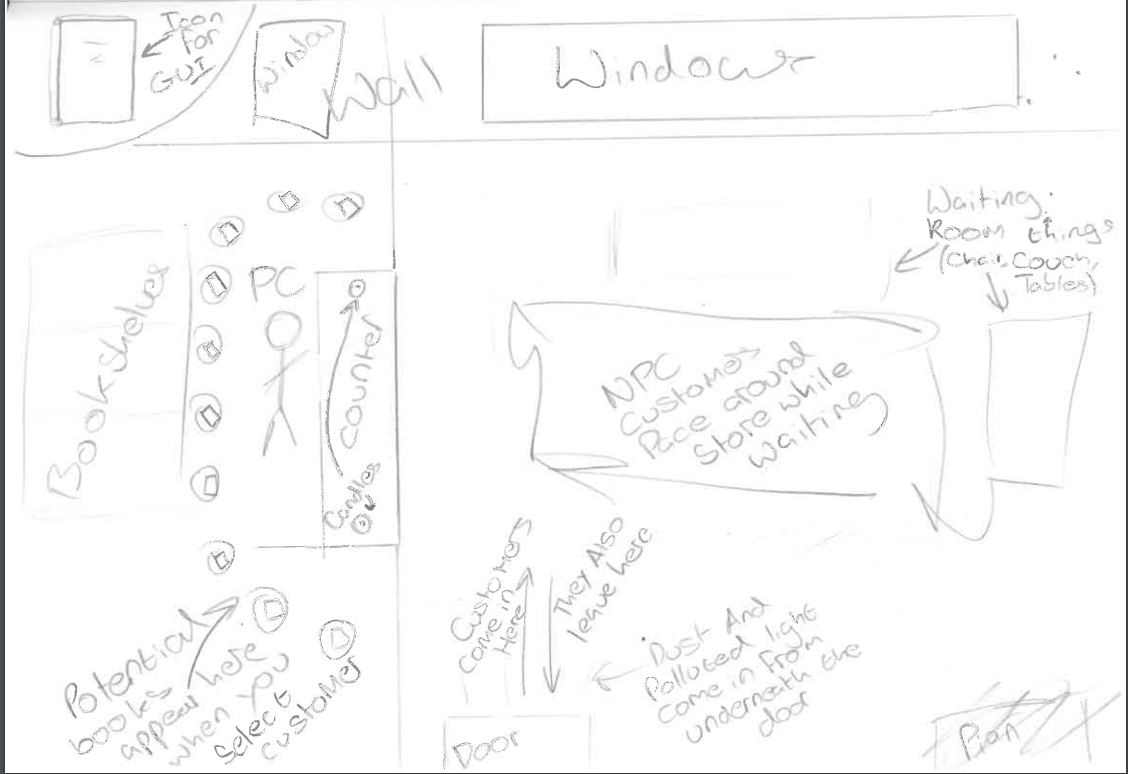 Icon
For
GUI
Window
Wall
Window
Waiting
Room things
(Chair, Couch,
Tables)
Bookshelves
PC
Counter
Candles
NPC
Customers
Pace around
Store while
waiting
Customers
come in
Here
They Also
leave here
Dust And
Polluted light
come in From
underneath the
door
Potential
books
appear here
when you
select
customer
Door